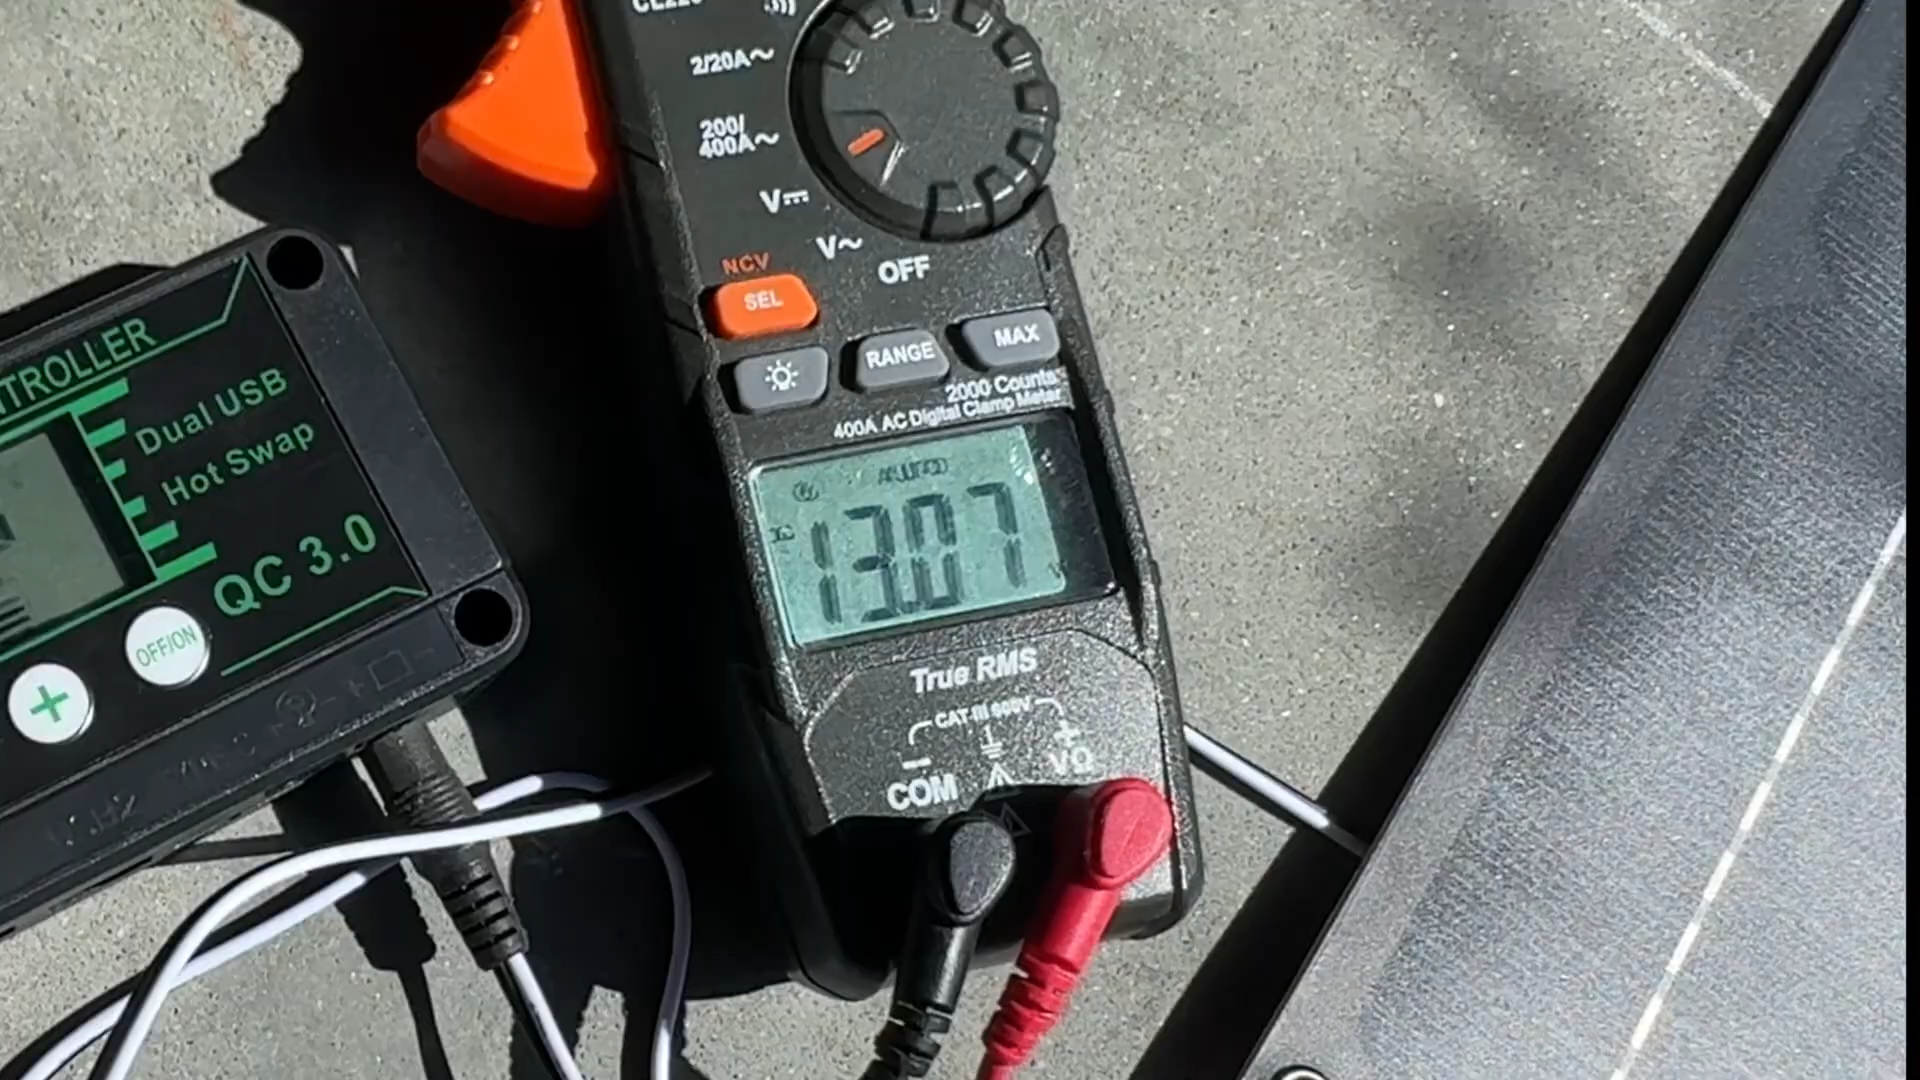 2/20A~
200/
400A~
V⎓
V~
OFF
NCV
SEL
RANGE
MAX
2000 Counts
400A AC Digital Clamp Meter
AUTO
13.07
True RMS
CAT III 600V
COM
VΩ
TROLLER
Dual USB
Hot Swap
QC 3.0
OFF/ON
+